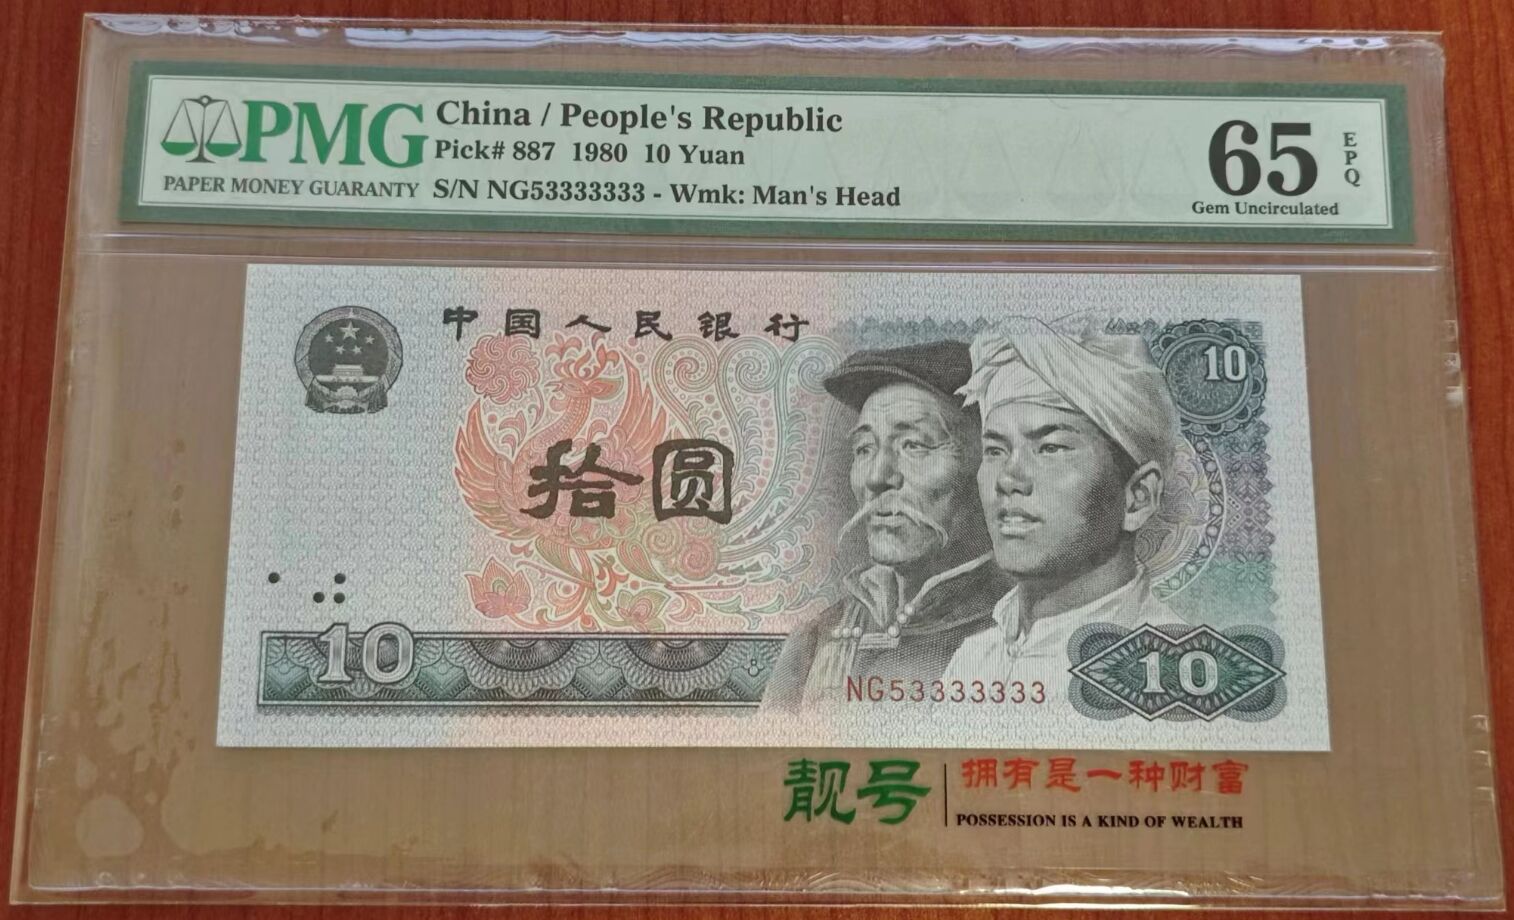 PMG
PAPER MONEY GUARANTY
China / People's Republic
Pick# 887 1980 10 Yuan
S/N NG53333333 - Wmk: Man's Head
65
EPQ
Gem Uncirculated
中国人民银行
10
拾圆
10
NG53333333
10
靓号
拥有是一种财富
POSSESSION IS A KIND OF WEALTH